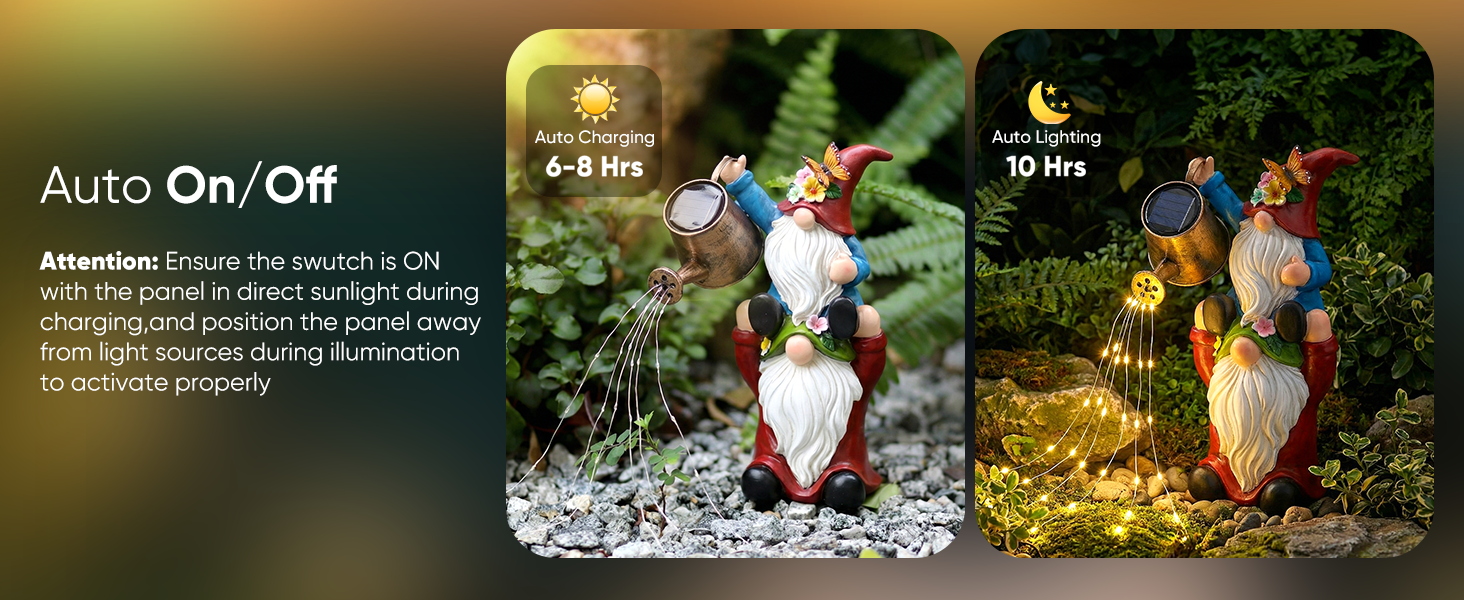 Auto On/Off
Attention: Ensure the swutch is ON
with the panel in direct sunlight during
charging,and position the panel away
from light sources during illumination
to activate properly
Auto Charging
6-8 Hrs
Auto Lighting
10 Hrs